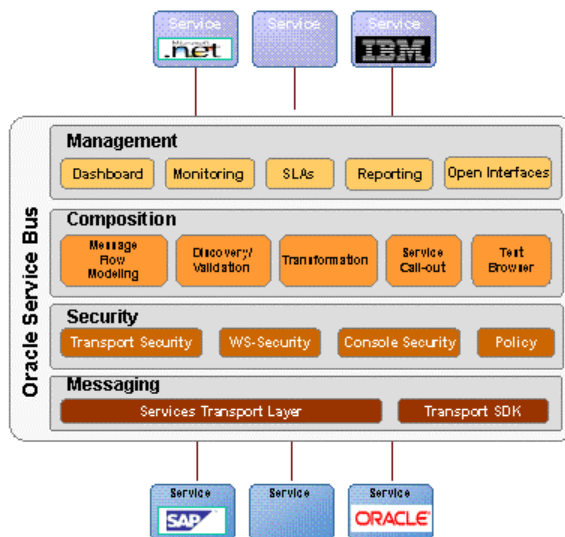 Service Service Service
Microsoft
.net IBM
Oracle Service Bus
Management
Dashboard Monitoring SLAs Reporting Open Interfaces
Composition
Message Flow Modeling
Discovery/ Validation
Transformation
Service Call-out
Test Browser
Security
Transport Security WS-Security Console Security Policy
Messaging
Services Transport Layer Transport SDK
Service Service Service
SAP ORACLE